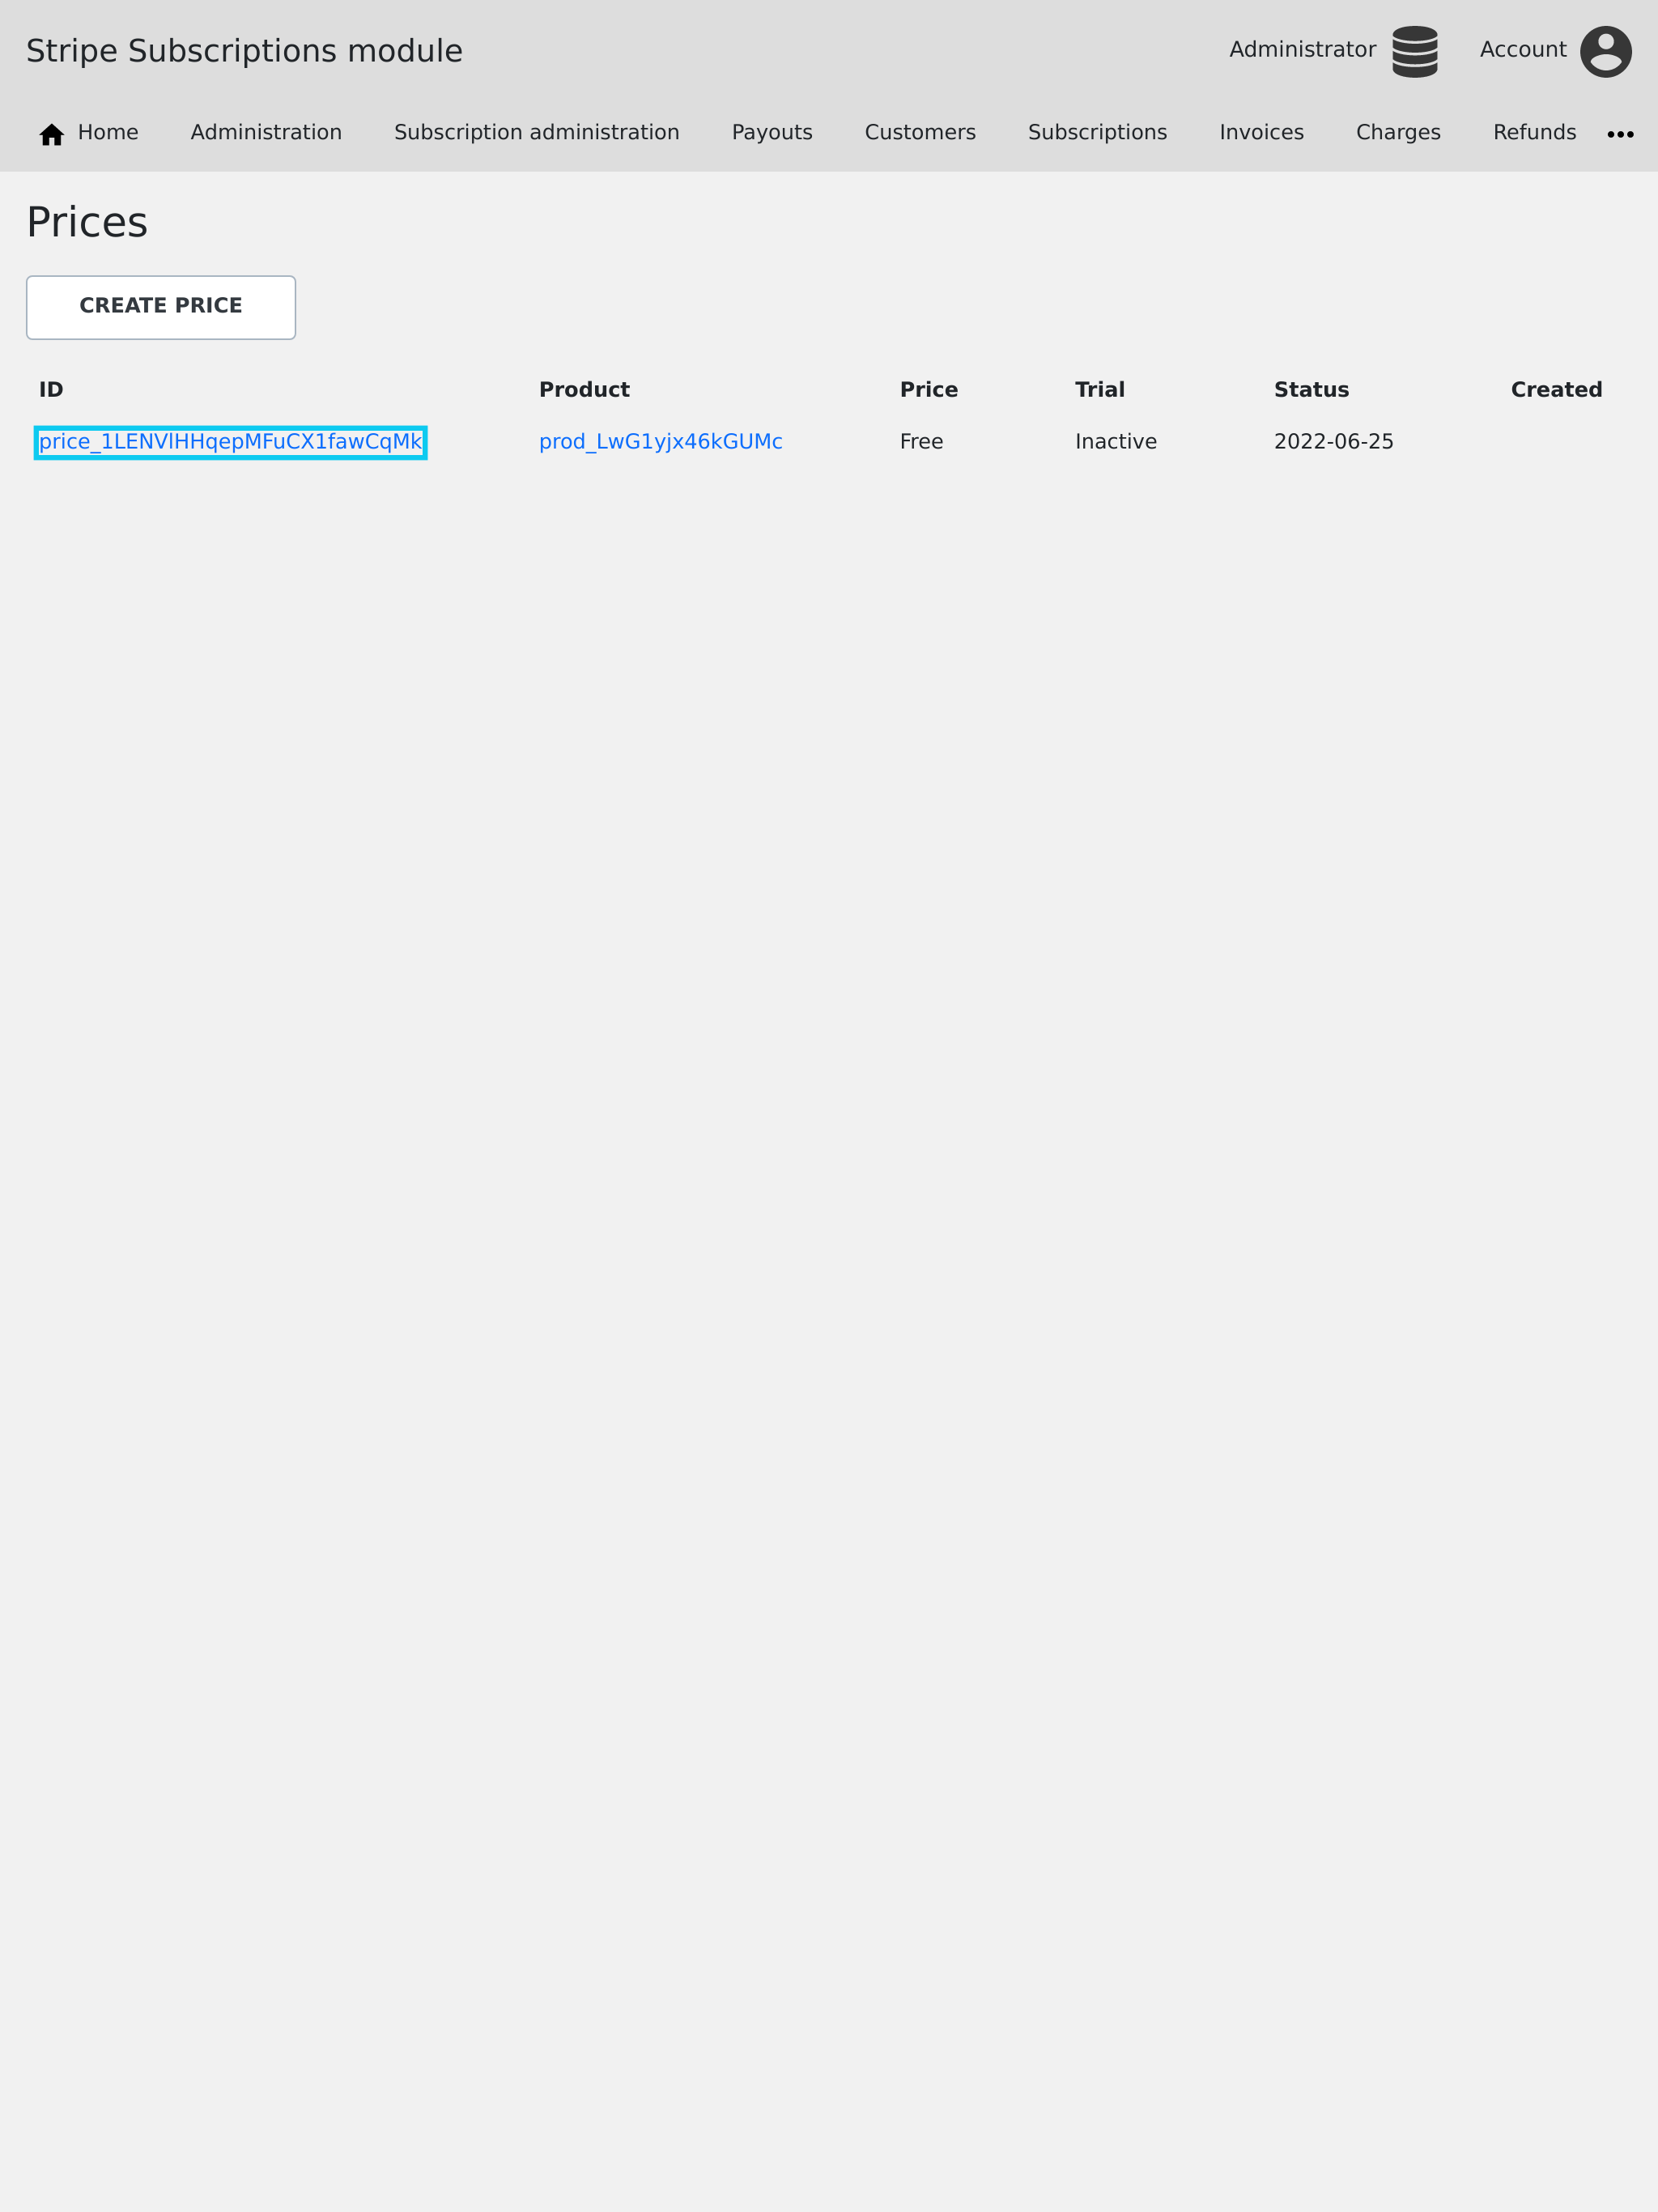 Stripe Subscriptions module Administrator Account
Home Administration Subscription administration Payouts Customers Subscriptions Invoices Charges Refunds •••
Prices
CREATE PRICE
ID Product Price Trial Status Created
price_1LENVlHHqepMFuCX1fawCqMk prod_LwG1yjx46kGUMc Free Inactive 2022-06-25